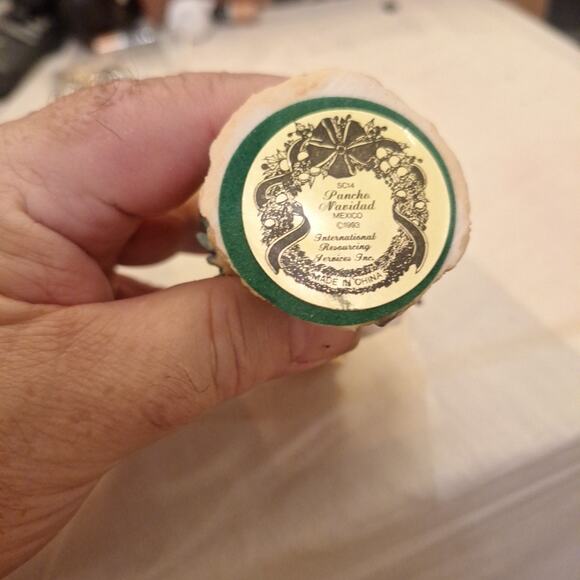 SC14
Pancho
Navidad
MEXICO
©1993
International
Resourcing
Services Inc.
MADE IN CHINA